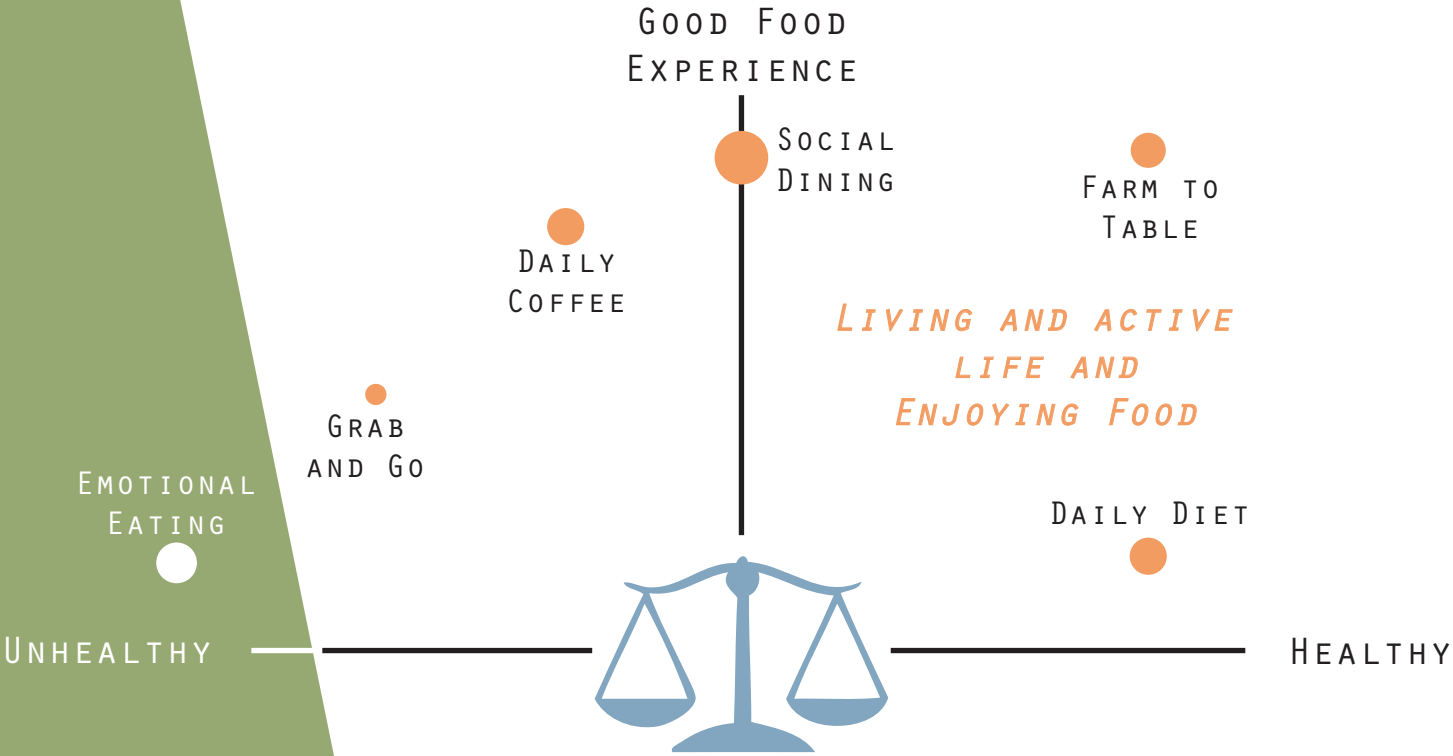 Good Food
Experience
Social
Dining
Farm to
Table
Daily
Coffee
Living and active
life and
Enjoying Food
Grab
and Go
Emotional
Eating
Daily Diet
Unhealthy
Healthy